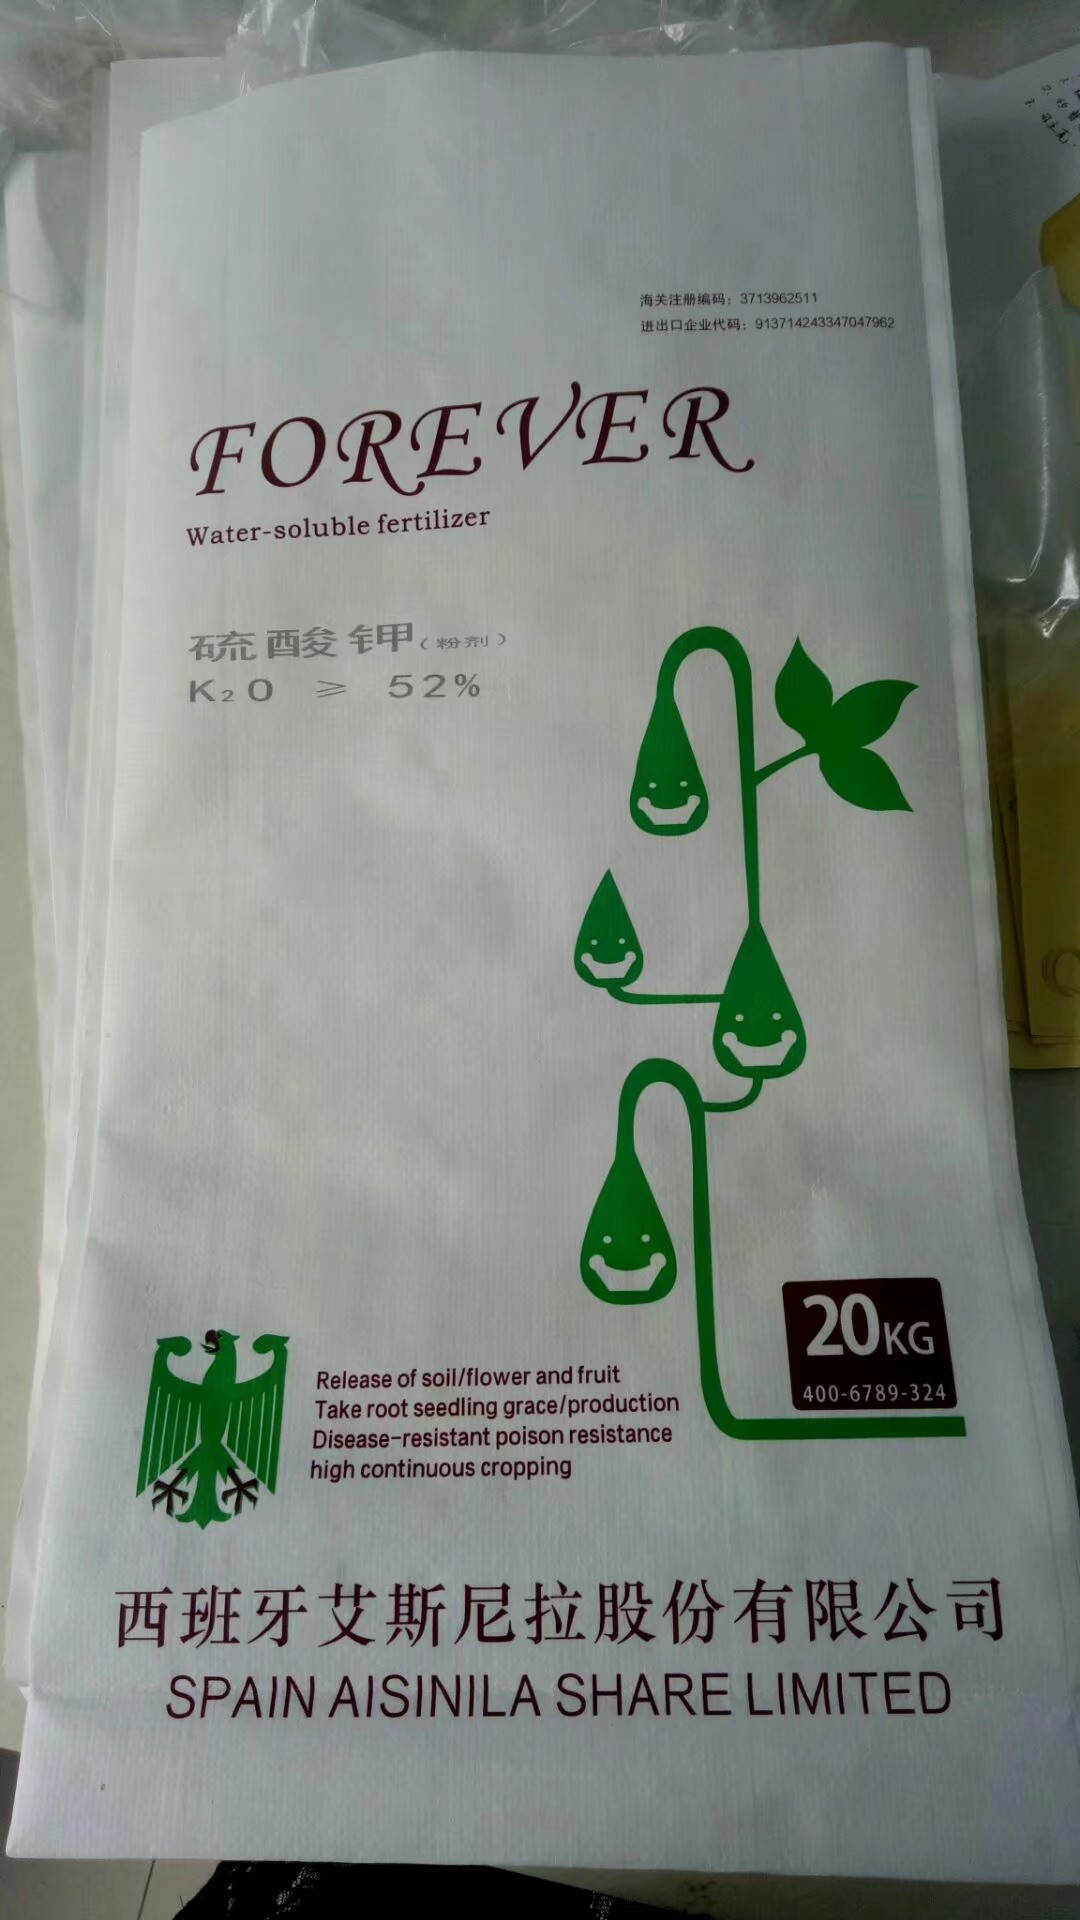 海关注册编码：3713962511
进出口企业代码：913714243347047962
FOREVER
Water-soluble fertilizer
硫酸钾（粉剂）
K₂O ≥ 52%
20KG
400-6789-324
Release of soil/flower and fruit
Take root seedling grace/production
Disease-resistant poison resistance
high continuous cropping
西班牙艾斯尼拉股份有限公司
SPAIN AISINILA SHARE LIMITED